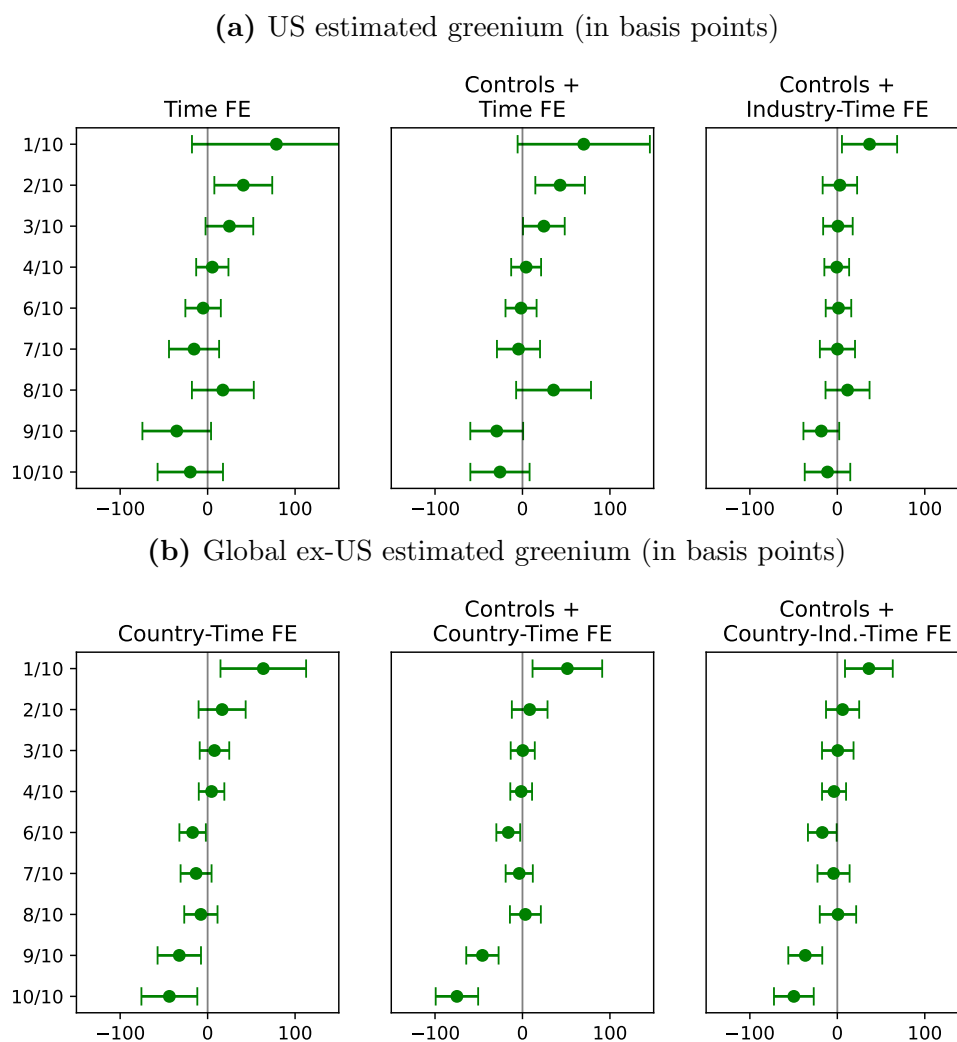 (a) US estimated greenium (in basis points)
Time FE
Controls +
Time FE
Controls +
Industry-Time FE
1/10
2/10
3/10
4/10
6/10
7/10
8/10
9/10
10/10
−100 0 100
−100 0 100
−100 0 100
(b) Global ex-US estimated greenium (in basis points)
Country-Time FE
Controls +
Country-Time FE
Controls +
Country-Ind.-Time FE
1/10
2/10
3/10
4/10
6/10
7/10
8/10
9/10
10/10
−100 0 100
−100 0 100
−100 0 100